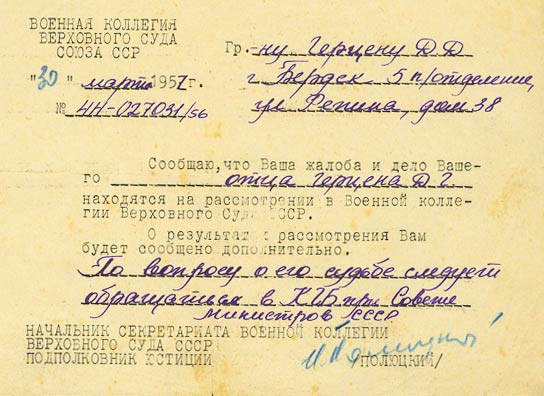 ВОЕННАЯ КОЛЛЕГИЯ
ВЕРХОВНОГО СУДА
СОЮЗА ССР
"30" марта 1957г.
№ 4Н-027031/56
Гр.-ну Герцену Д Д
г Бердск 5 п/отделение,
ул Репина, дом 38
Сообщаю, что Ваша жалоба и дело Ваше-
го отца Герцена Д Г.
находятся на рассмотрении в Военной колле-
гии Верховного Суда СССР.
О результатах рассмотрения Вам
будет сообщено дополнительно.
По вопросу о его судьбе следует
обращаться в КГБ при Совете
министров СССР
НАЧАЛЬНИК СЕКРЕТАРИАТА ВОЕННОЙ КОЛЛЕГИИ
ВЕРХОВНОГО СУДА СССР
ПОДПОЛКОВНИК ЮСТИЦИИ /ПОЛЮЦКИЙ/